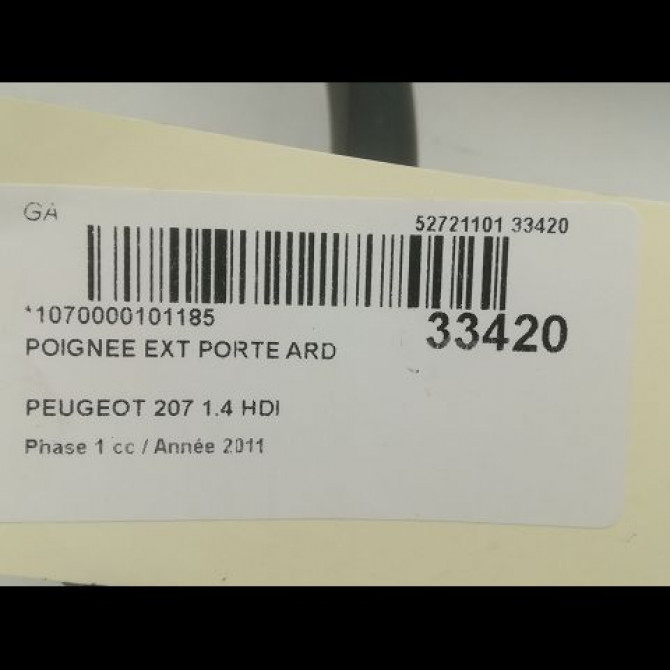 GA
52721101 33420
*1070000101185
33420
POIGNEE EXT PORTE ARD
PEUGEOT 207 1.4 HDI
Phase 1 cc / Année 2011